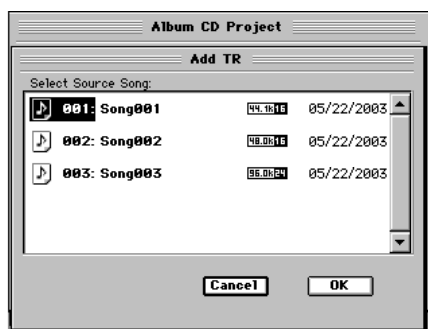 Album CD Project
Add TR
Select Source Song:
001: Song001 44.1k16 05/22/2003
002: Song002 48.0k16 05/22/2003
003: Song003 96.0k24 05/22/2003
Cancel OK